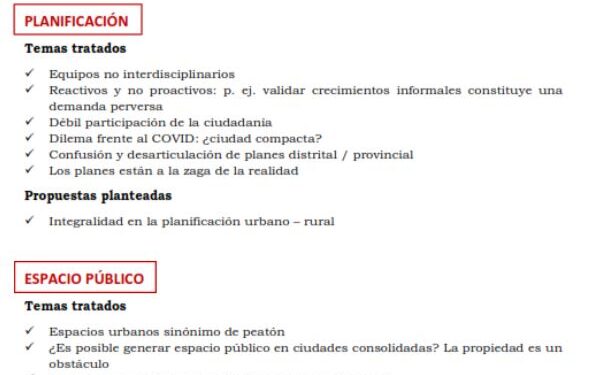 PLANIFICACIÓN
Temas tratados
✓ Equipos no interdisciplinarios
✓ Reactivos y no proactivos: p. ej. validar crecimientos informales constituye una
demanda perversa
✓ Débil participación de la ciudadanía
✓ Dilema frente al COVID: ¿ciudad compacta?
✓ Confusión y desarticulación de planes distrital / provincial
✓ Los planes están a la zaga de la realidad
Propuestas planteadas
✓ Integralidad en la planificación urbano – rural
ESPACIO PÚBLICO
Temas tratados
✓ Espacios urbanos sinónimo de peatón
✓ ¿Es posible generar espacio público en ciudades consolidadas? La propiedad es un
obstáculo